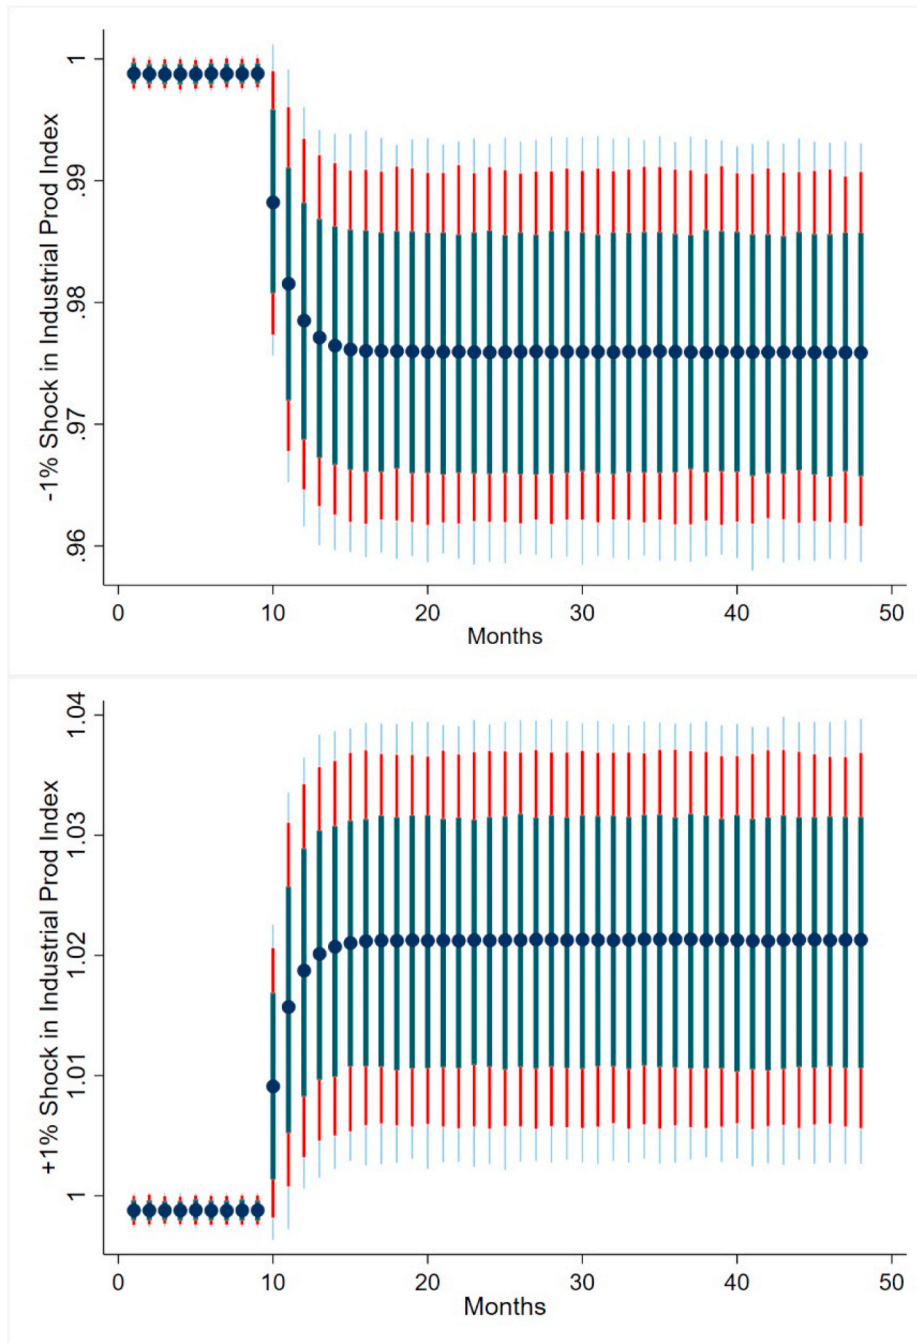 -1% Shock in Industrial Prod Index
1
.99
.98
.97
.96
0 10 20 30 40 50
Months
+1% Shock in Industrial Prod Index
1.04
1.03
1.02
1.01
1
0 10 20 30 40 50
Months